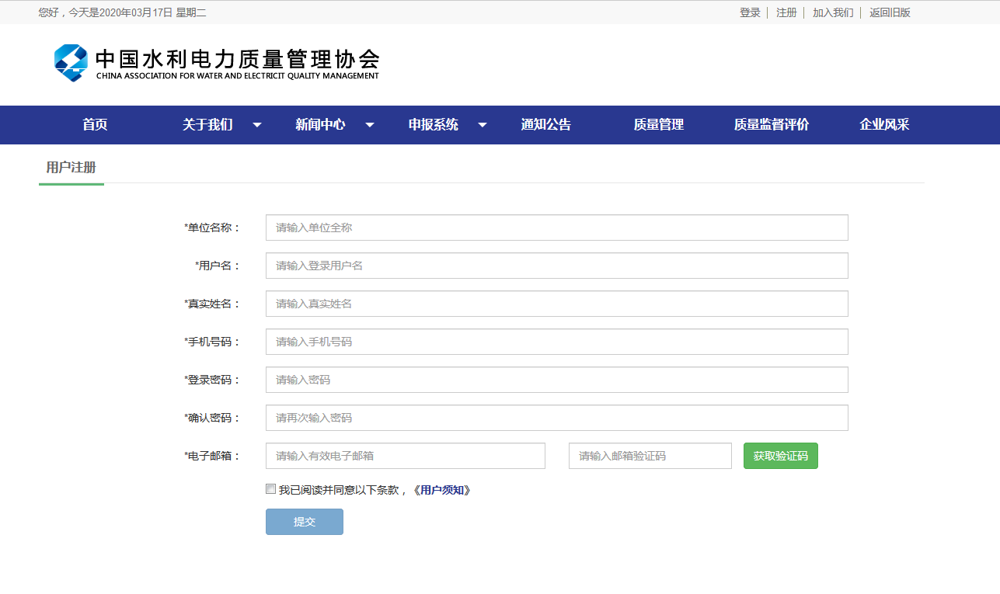 您好，今天是2020年03月17日 星期二 登录 注册 加入我们 返回旧版
中国水利电力质量管理协会
CHINA ASSOCIATION FOR WATER AND ELECTRICIT QUALITY MANAGEMENT
首页 关于我们 新闻中心 申报系统 通知公告 质量管理 质量监督评价 企业风采
用户注册
*单位名称： 请输入单位全称
*用户名： 请输入登录用户名
*真实姓名： 请输入真实姓名
*手机号码： 请输入手机号码
*登录密码： 请输入密码
*确认密码： 请再次输入密码
*电子邮箱： 请输入有效电子邮箱 请输入邮箱验证码 获取验证码
我已阅读并同意以下条款，《用户须知》
提交